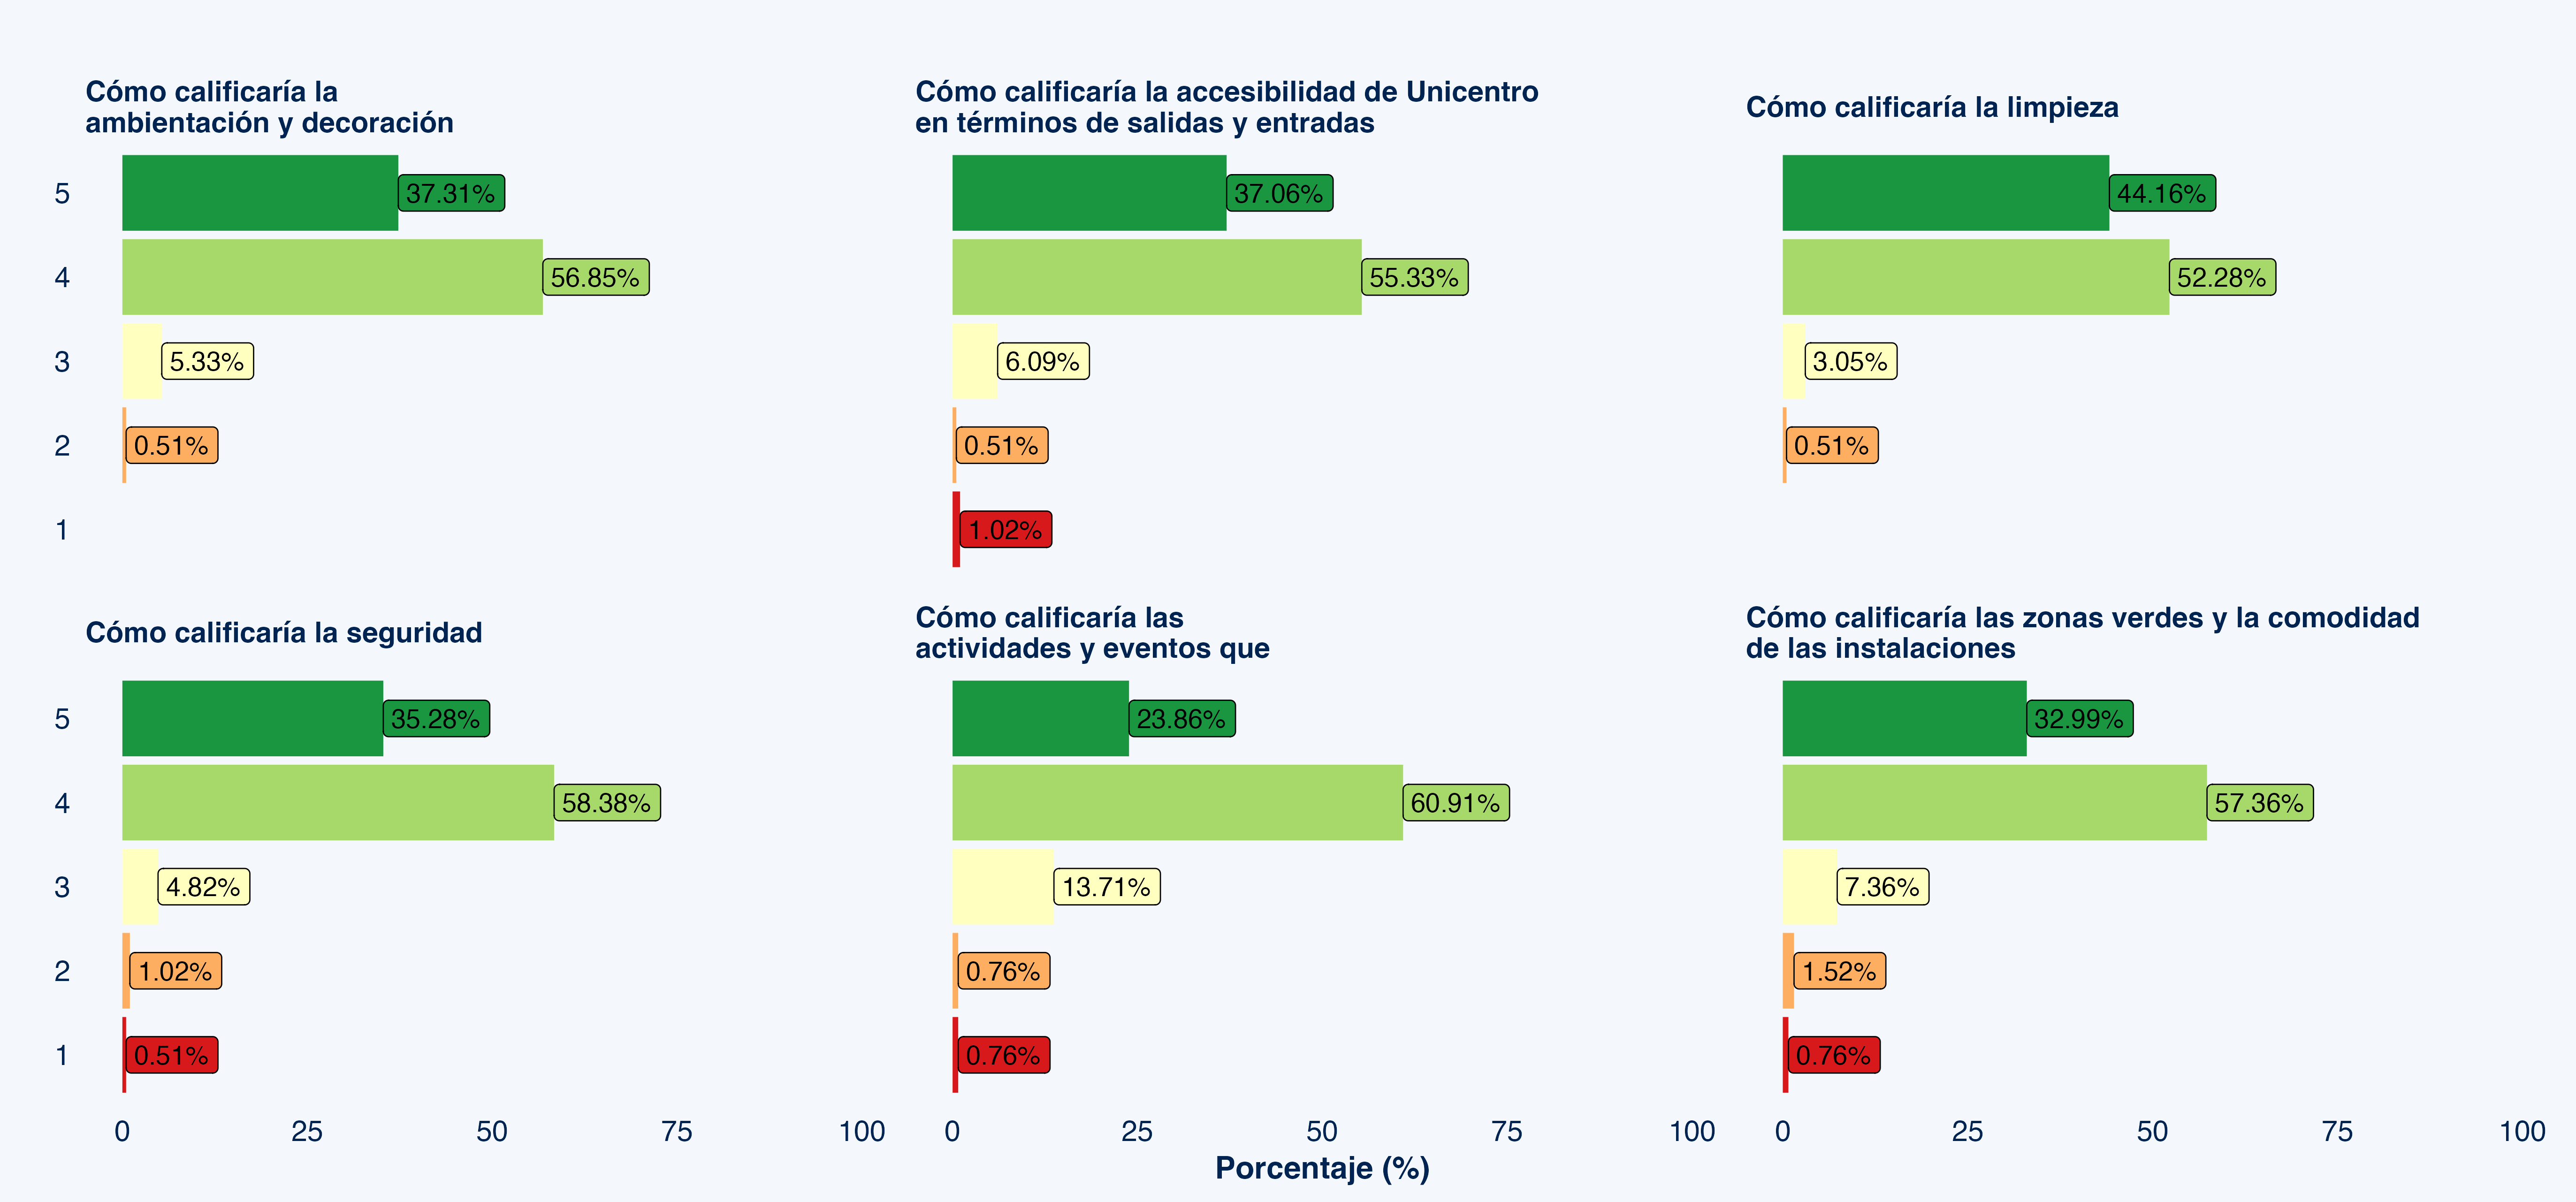 Cómo calificaría la
ambientación y decoración
5
37.31%
4
56.85%
3
5.33%
2
0.51%
1
Cómo calificaría la accesibilidad de Unicentro
en términos de salidas y entradas
37.06%
55.33%
6.09%
0.51%
1.02%
Cómo calificaría la limpieza
44.16%
52.28%
3.05%
0.51%
Cómo calificaría la seguridad
5
35.28%
4
58.38%
3
4.82%
2
1.02%
1
0.51%
0 25 50 75 100
Cómo calificaría las
actividades y eventos que
23.86%
60.91%
13.71%
0.76%
0.76%
0 25 50 75 100
Cómo calificaría las zonas verdes y la comodidad
de las instalaciones
32.99%
57.36%
7.36%
1.52%
0.76%
0 25 50 75 100
Porcentaje (%)